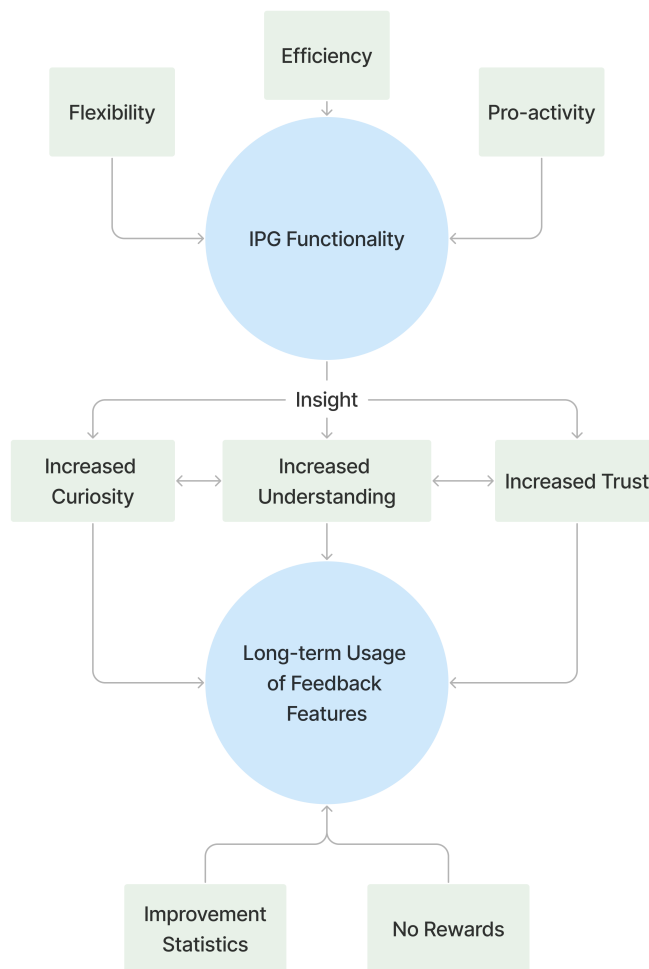 Efficiency
Flexibility
Pro-activity
IPG Functionality
Insight
Increased
Curiosity
Increased
Understanding
Increased Trust
Long-term Usage
of Feedback
Features
Improvement
Statistics
No Rewards